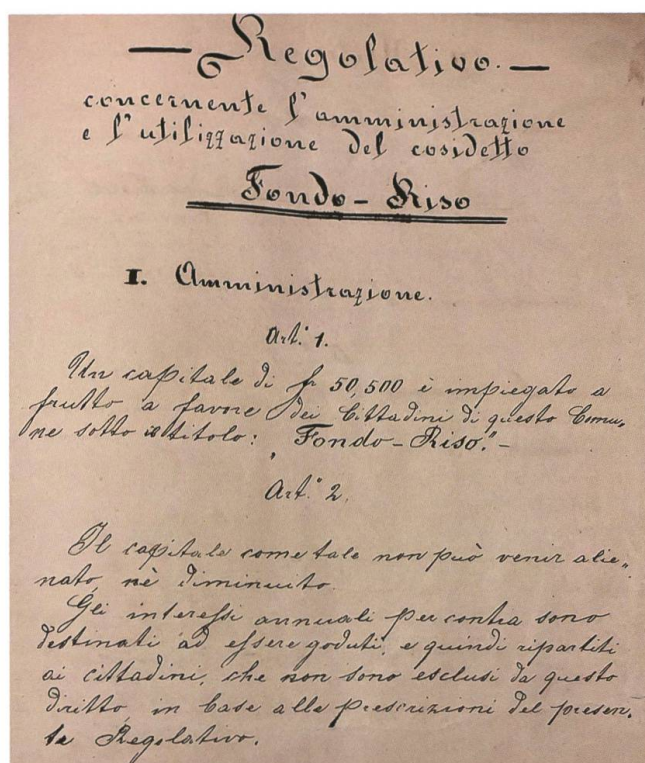 — Regolativo. —
concernente l'amministrazione
e l'utilizzazione del cosidetto
Fondo - Riso
I. Amministrazione.
Art.° 1.
Un capitale di fr 50,500 è impiegato a
frutto a favore dei Cittadini di questo Comu„
ne sotto il titolo: "Fondo - Riso". -
Art.° 2.
Il capitale come tale non può venir alie„
nato, nè diminuito.
Gli interessi annuali per contra sono
destinati ad essere goduti, e quindi ripartiti
ai cittadini, che non sono esclusi da questo
diritto, in base alle prescrizioni del presen„
te Regolativo.